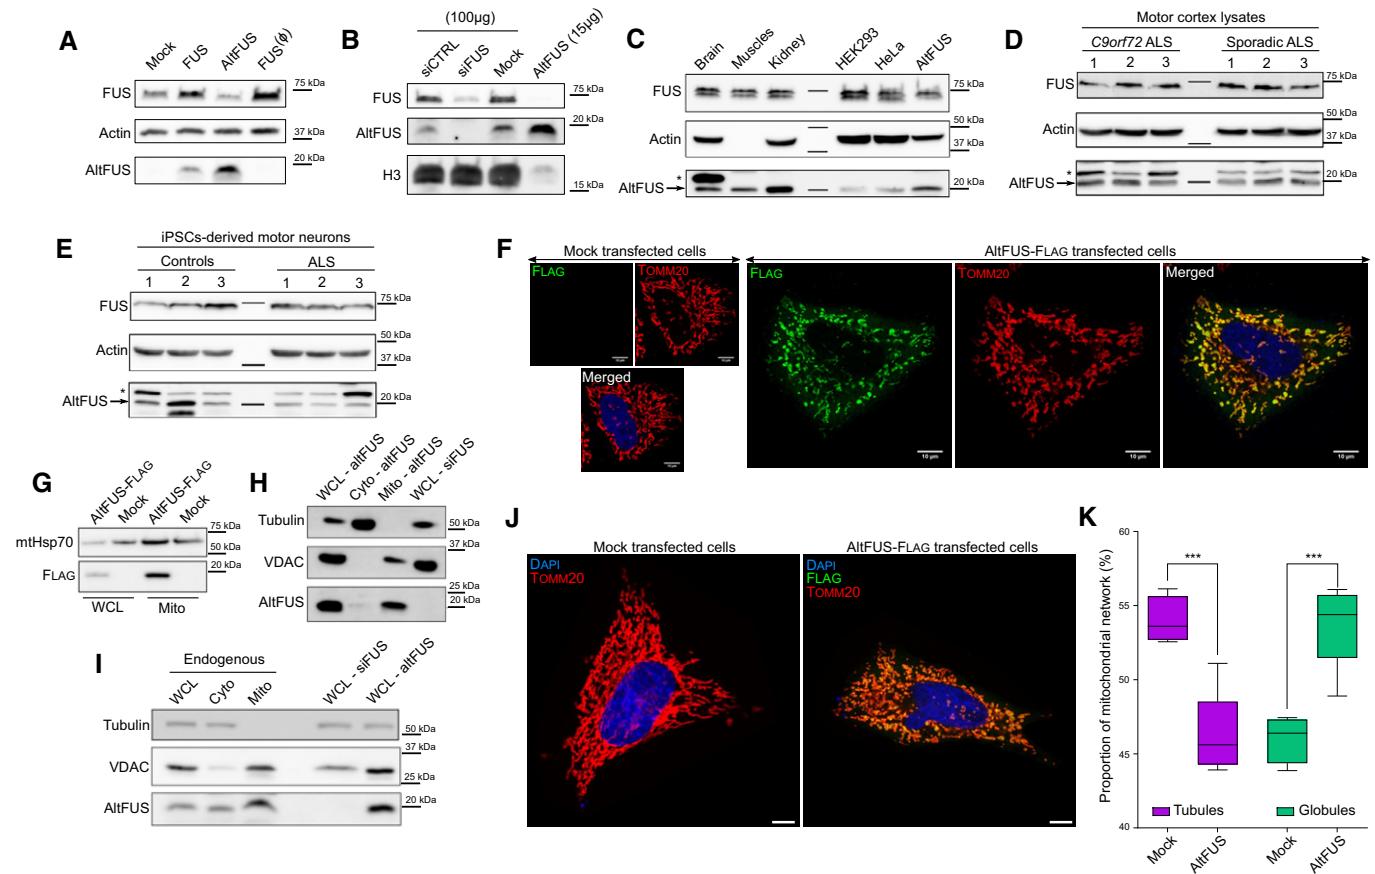 A
Mock
FUS
AltFUS
FUS(ϕ)
FUS
75 kDa
Actin
37 kDa
AltFUS
20 kDa
B
(100µg)
siCTRL
siFUS
Mock
AltFUS (15µg)
FUS
75 kDa
AltFUS
20 kDa
H3
15 kDa
C
Brain
Muscles
Kidney
HEK293
HeLa
AltFUS
FUS
75 kDa
Actin
50 kDa
37 kDa
*
AltFUS
20 kDa
D
Motor cortex lysates
C9orf72 ALS
Sporadic ALS
1 2 3 1 2 3
FUS
75 kDa
Actin
50 kDa
37 kDa
*
AltFUS
20 kDa
E
iPSCs-derived motor neurons
Controls
ALS
1 2 3 1 2 3
FUS
75 kDa
Actin
50 kDa
37 kDa
*
AltFUS
20 kDa
F
Mock transfected cells
AltFUS-FLAG transfected cells
FLAG
TOMM20
10 µm
10 µm
Merged
10 µm
FLAG
TOMM20
Merged
10 µm
10 µm
10 µm
G
AltFUS-FLAG
Mock
AltFUS-FLAG
Mock
mtHsp70
75 kDa
50 kDa
FLAG
20 kDa
WCL
Mito
H
WCL - altFUS
Cyto - altFUS
Mito - altFUS
WCL - siFUS
Tubulin
50 kDa
VDAC
37 kDa
25 kDa
AltFUS
20 kDa
I
Endogenous
WCL
Cyto
Mito
WCL - siFUS
WCL - altFUS
Tubulin
50 kDa
VDAC
37 kDa
25 kDa
AltFUS
20 kDa
J
Mock transfected cells
AltFUS-FLAG transfected cells
DAPI
TOMM20
DAPI
FLAG
TOMM20
K
Proportion of mitochondrial network (%)
60
55
50
45
40
***
***
Tubules
Globules
Mock
AltFUS
Mock
AltFUS